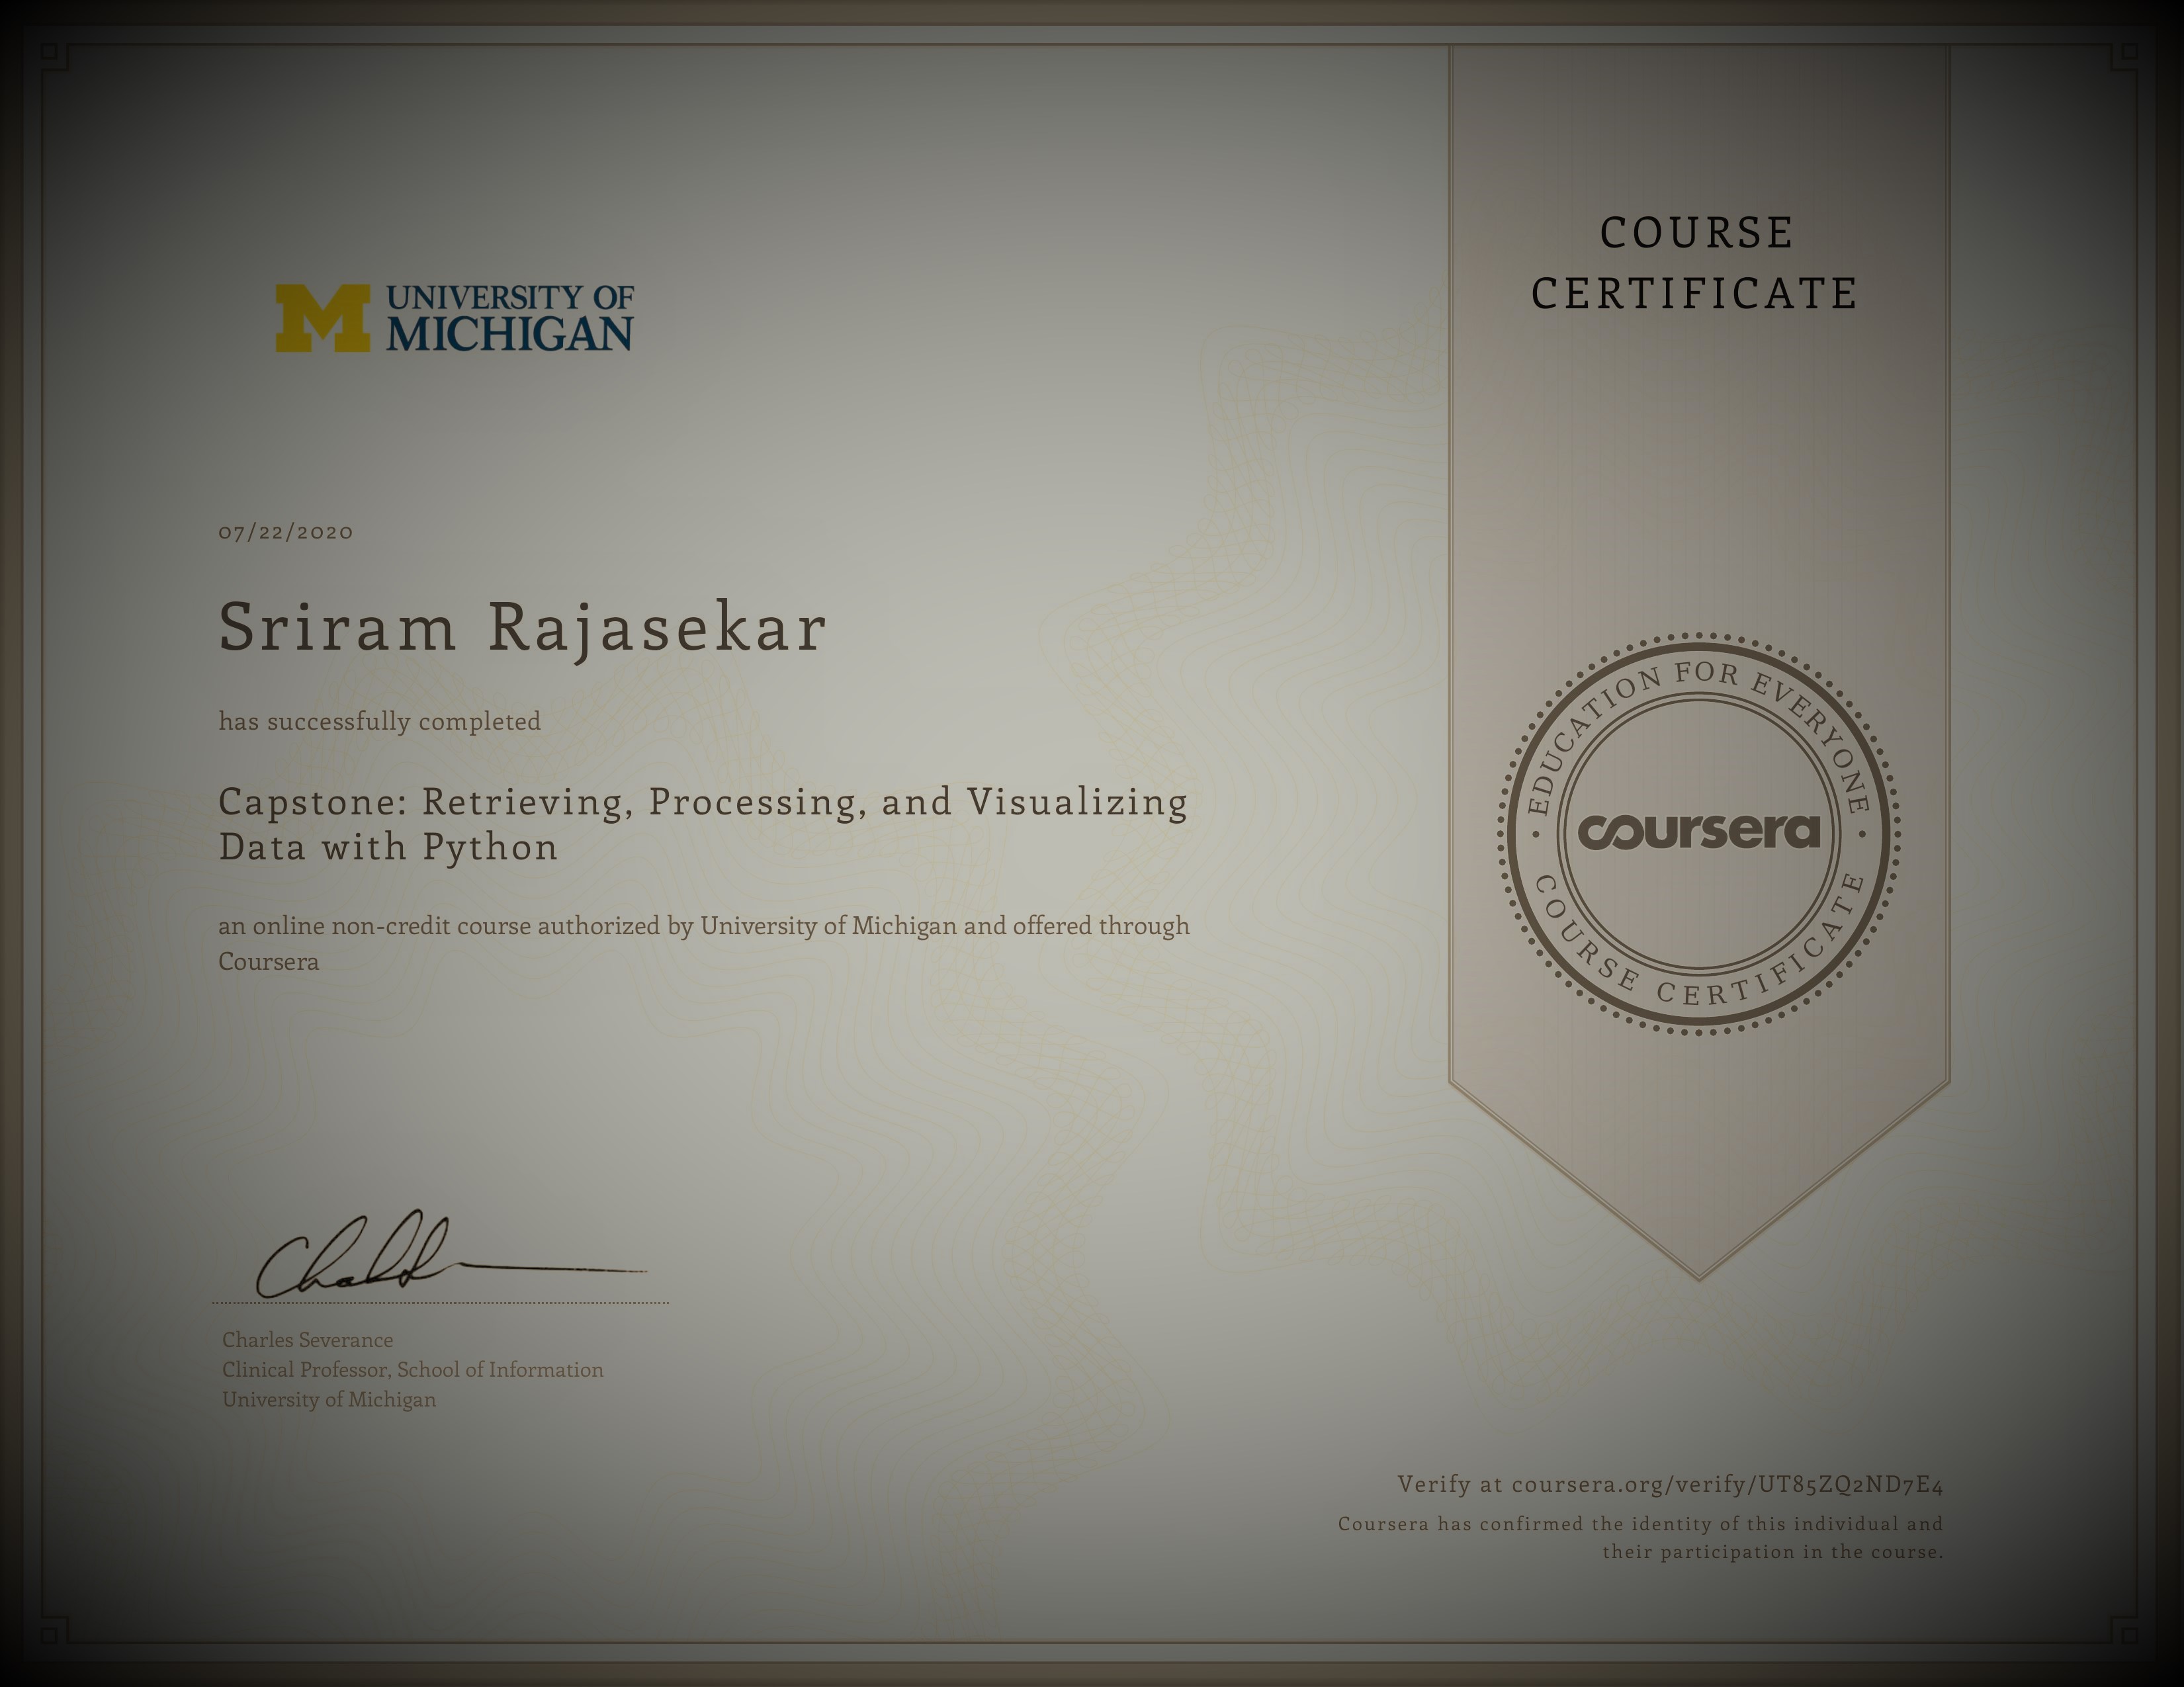 UNIVERSITY OF
MICHIGAN
COURSE
CERTIFICATE
07/22/2020
Sriram Rajasekar
has successfully completed
Capstone: Retrieving, Processing, and Visualizing
Data with Python
an online non-credit course authorized by University of Michigan and offered through
Coursera
EDUCATION FOR EVERYONE
coursera
COURSE CERTIFICATE
Charles Severance
Clinical Professor, School of Information
University of Michigan
Verify at coursera.org/verify/UT85ZQ2ND7E4
Coursera has confirmed the identity of this individual and
their participation in the course.